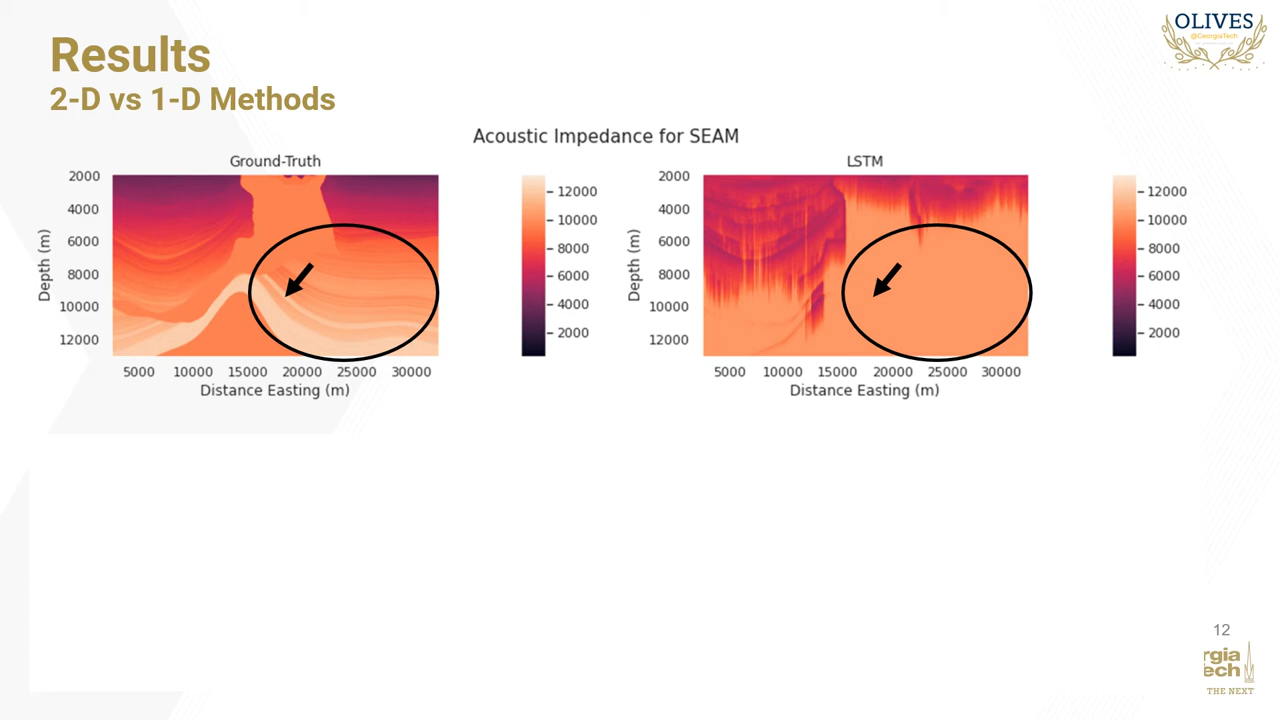 Results
2-D vs 1-D Methods
OLIVES
@GeorgiaTech
Acoustic Impedance for SEAM
Ground-Truth
LSTM
2000
4000
6000
8000
10000
12000
Depth (m)
5000 10000 15000 20000 25000 30000
Distance Easting (m)
12000
10000
8000
6000
4000
2000
2000
4000
6000
8000
10000
12000
Depth (m)
5000 10000 15000 20000 25000 30000
Distance Easting (m)
12000
10000
8000
6000
4000
2000
12
rgia
ech
THE NEXT